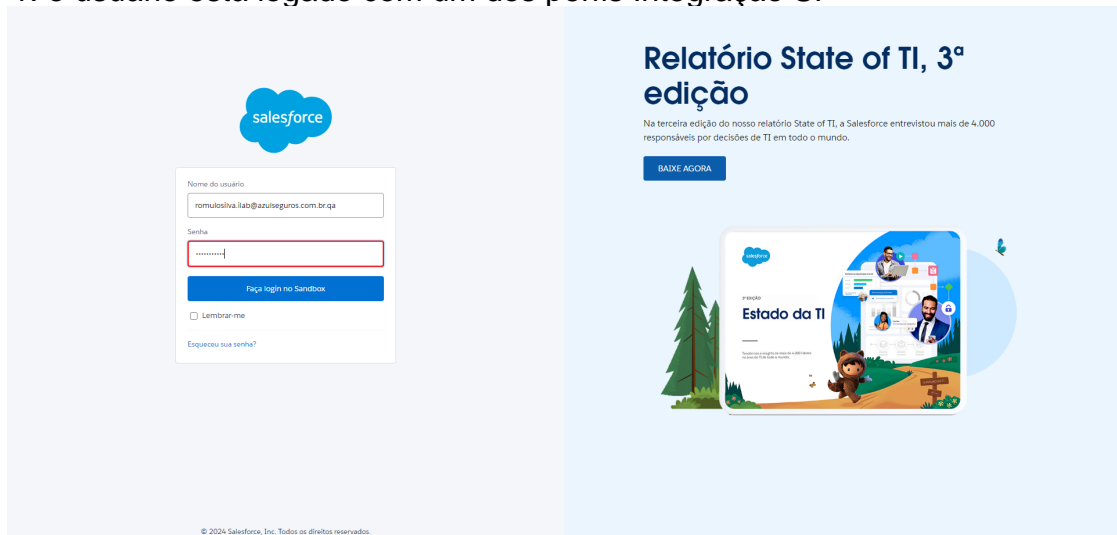 salesforce
Nome do usuário
romulosilva.ilab@azulseguros.com.br.qa
Senha
Faça login no Sandbox
Lembrar-me
Esqueceu sua senha?
© 2024 Salesforce, Inc. Todos os direitos reservados.
Relatório State of TI, 3ª
edição
Na terceira edição do nosso relatório State of TI, a Salesforce entrevistou mais de 4.000
responsáveis por decisões de TI em todo o mundo.
BAIXE AGORA
salesforce
3ª EDIÇÃO
Estado da TI